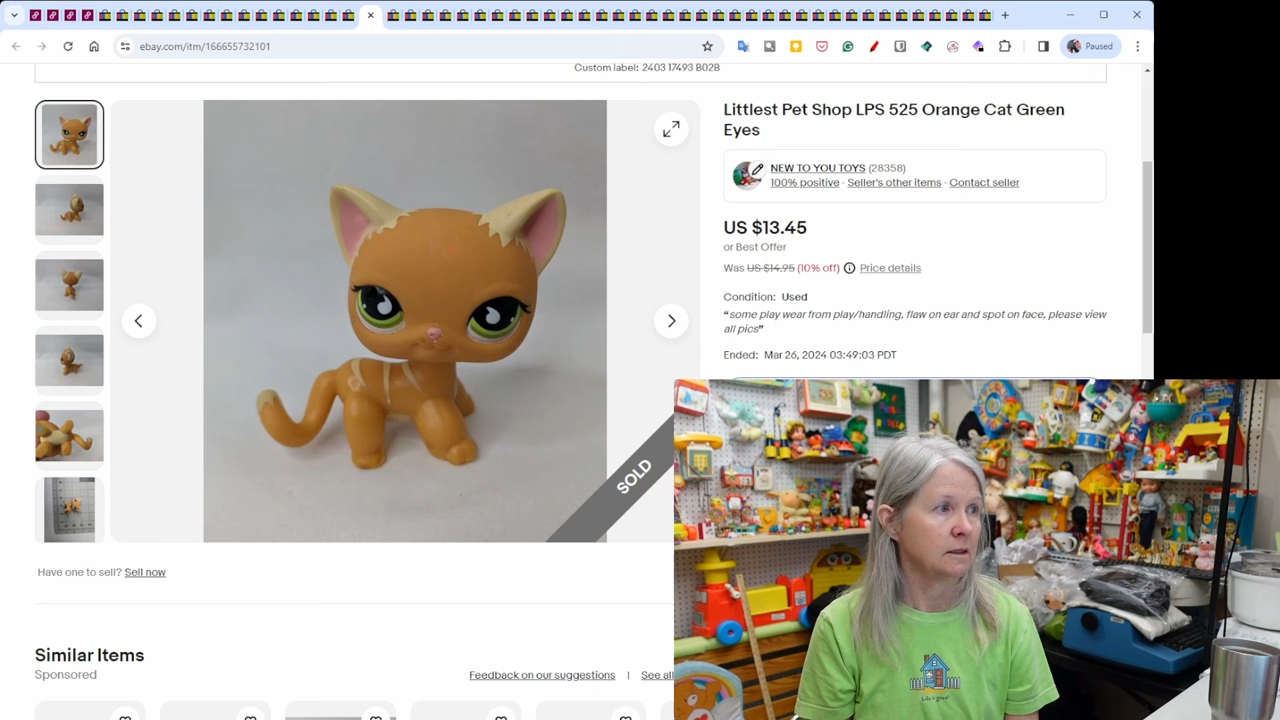 ebay.com/itm/166655732101
Paused
Custom label: 2403 17493 B02B
Littlest Pet Shop LPS 525 Orange Cat Green
Eyes
NEW TO YOU TOYS (28358)
100% positive · Seller's other items · Contact seller
US $13.45
or Best Offer
Was US $14.95 (10% off) Price details
Condition: Used
“some play wear from play/handling, flaw on ear and spot on face, please view
all pics”
Ended: Mar 26, 2024 03:49:03 PDT
SOLD
Have one to sell? Sell now
Similar Items
Sponsored
Feedback on our suggestions | See all